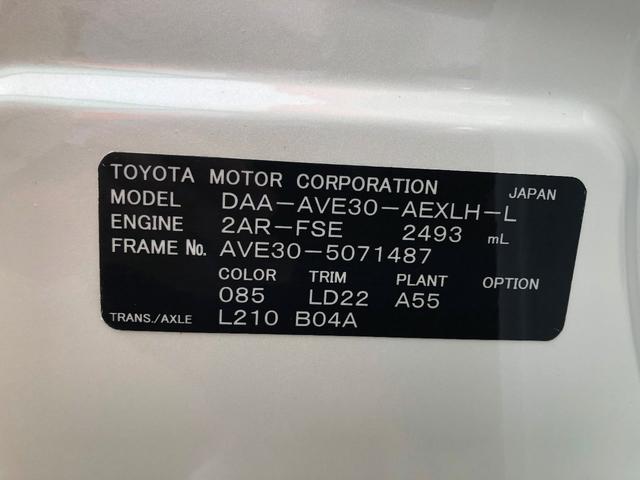 TOYOTA MOTOR CORPORATION JAPAN
MODEL DAA-AVE30-AEXLH-L
ENGINE 2AR-FSE 2493 mL
FRAME No. AVE30-5071487
COLOR TRIM PLANT OPTION
085 LD22 A55
TRANS./AXLE L210 B04A